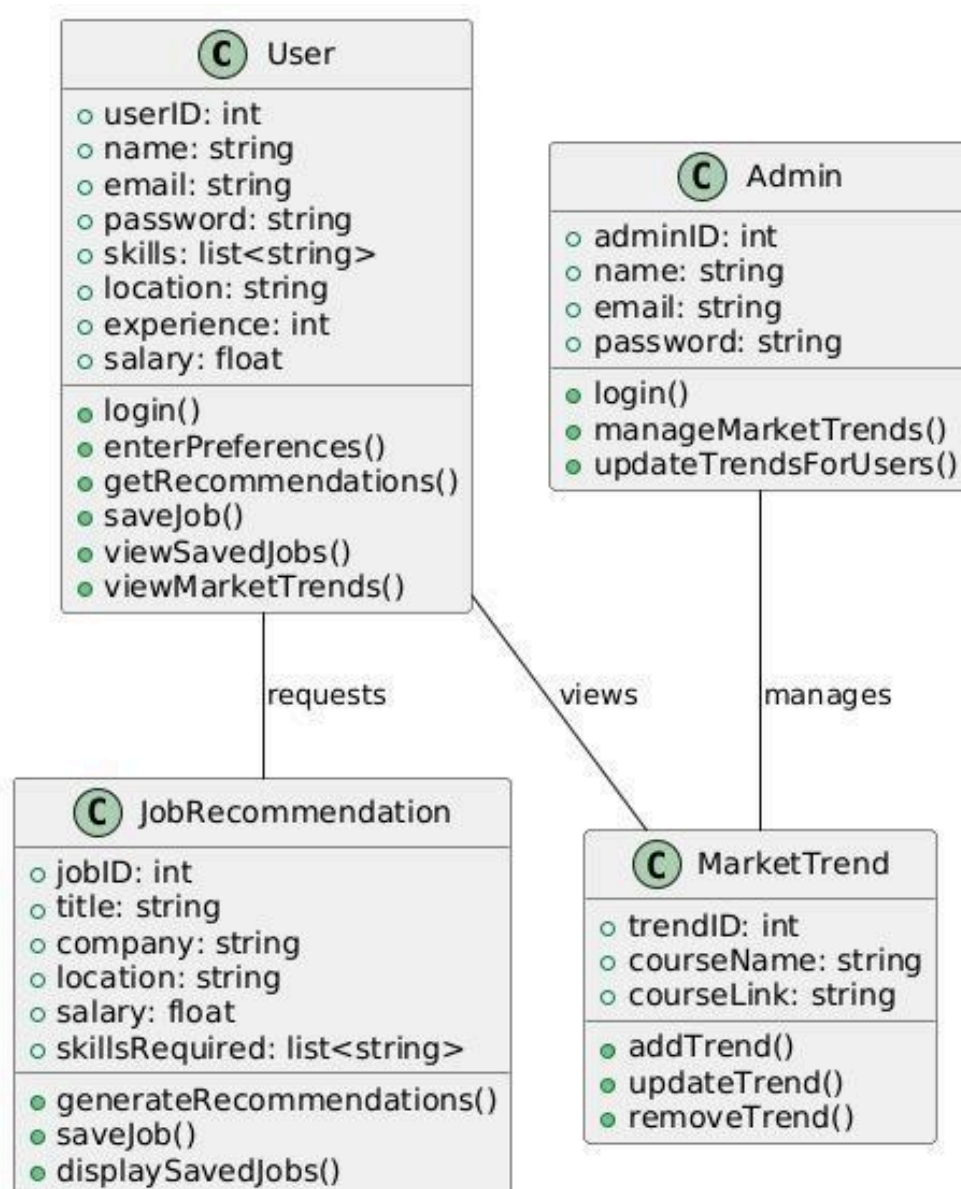 C User
userID: int
name: string
email: string
password: string
skills: list<string>
location: string
experience: int
salary: float
login()
enterPreferences()
getRecommendations()
saveJob()
viewSavedJobs()
viewMarketTrends()
C Admin
adminID: int
name: string
email: string
password: string
login()
manageMarketTrends()
updateTrendsForUsers()
requests
views
manages
C JobRecommendation
jobID: int
title: string
company: string
location: string
salary: float
skillsRequired: list<string>
generateRecommendations()
saveJob()
displaySavedJobs()
C MarketTrend
trendID: int
courseName: string
courseLink: string
addTrend()
updateTrend()
removeTrend()